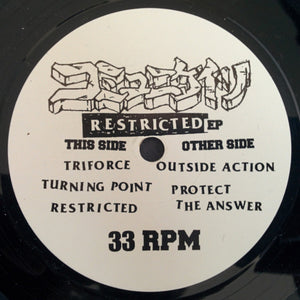 RESTRICTED EP
THIS SIDE
TRIFORCE
TURNING POINT
RESTRICTED
OTHER SIDE
OUTSIDE ACTION
PROTECT
THE ANSWER
33 RPM